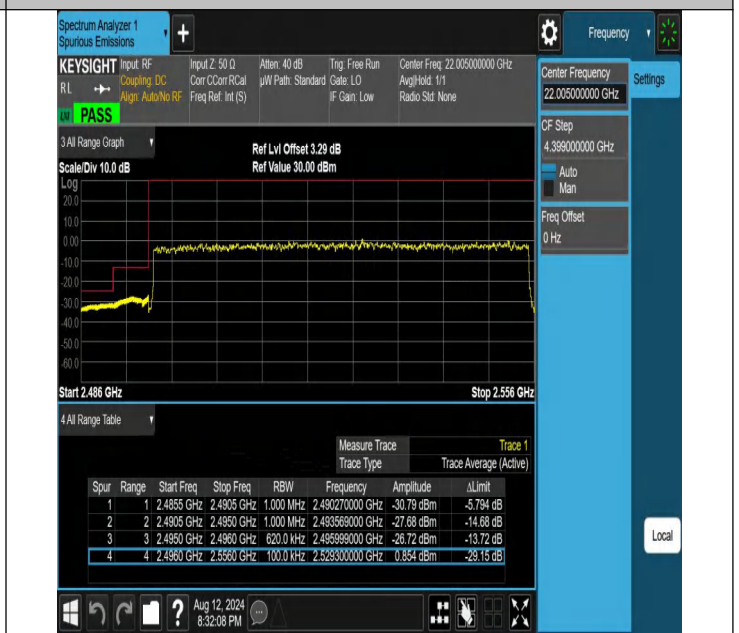 Spectrum Analyzer 1
Spurious Emissions
+
Frequency
KEYSIGHT Input: RF Input Z: 50 Ω Atten: 40 dB Trig: Free Run Center Freq: 22.005000000 GHz
RL Coupling: DC Corr CCorr RCal µW Path: Standard Gate: LO Avg|Hold: 1/1
Align: Auto/No RF Freq Ref: Int (S) IF Gain: Low Radio Std: None
PASS
Center Frequency
22.005000000 GHz
Settings
CF Step
4.399000000 GHz
Auto
Man
Freq Offset
0 Hz
3 All Range Graph
Ref Lvl Offset 3.29 dB
Scale/Div 10.0 dB Ref Value 30.00 dBm
Log
20.0
10.0
0.00
-10.0
-20.0
-30.0
-40.0
-50.0
-60.0
Start 2.486 GHz Stop 2.556 GHz
4 All Range Table
Measure Trace Trace 1
Trace Type Trace Average (Active)
Spur Range Start Freq Stop Freq RBW Frequency Amplitude ΔLimit
1 1 2.4855 GHz 2.4905 GHz 1.000 MHz 2.490270000 GHz -30.79 dBm -5.794 dB
2 2 2.4905 GHz 2.4950 GHz 1.000 MHz 2.493569000 GHz -27.68 dBm -14.68 dB
3 3 2.4950 GHz 2.4960 GHz 620.0 kHz 2.495999000 GHz -26.72 dBm -13.72 dB
4 4 2.4960 GHz 2.5560 GHz 100.0 kHz 2.529300000 GHz 0.854 dBm -29.15 dB
Local
? Aug 12, 2024
8:32:08 PM